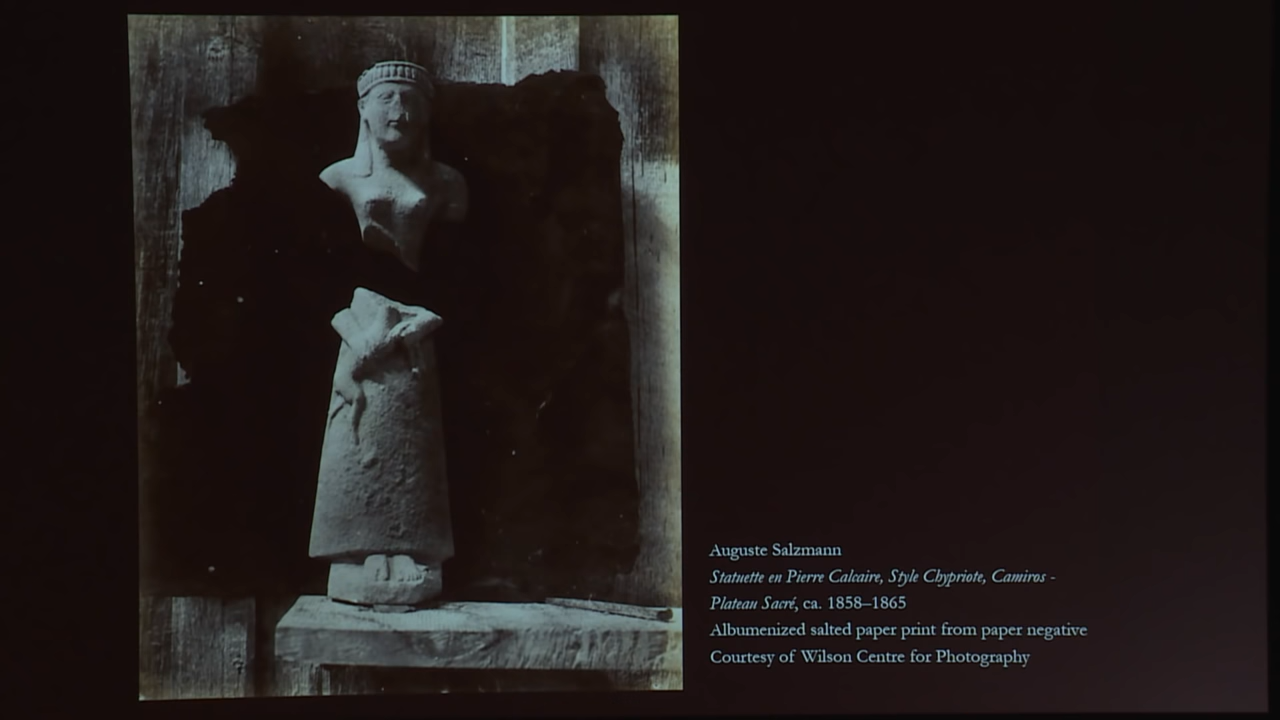 Auguste Salzmann
Statuette en Pierre Calcaire, Style Chypriote, Camiros -
Plateau Sacré, ca. 1858–1865
Albumenized salted paper print from paper negative
Courtesy of Wilson Centre for Photography